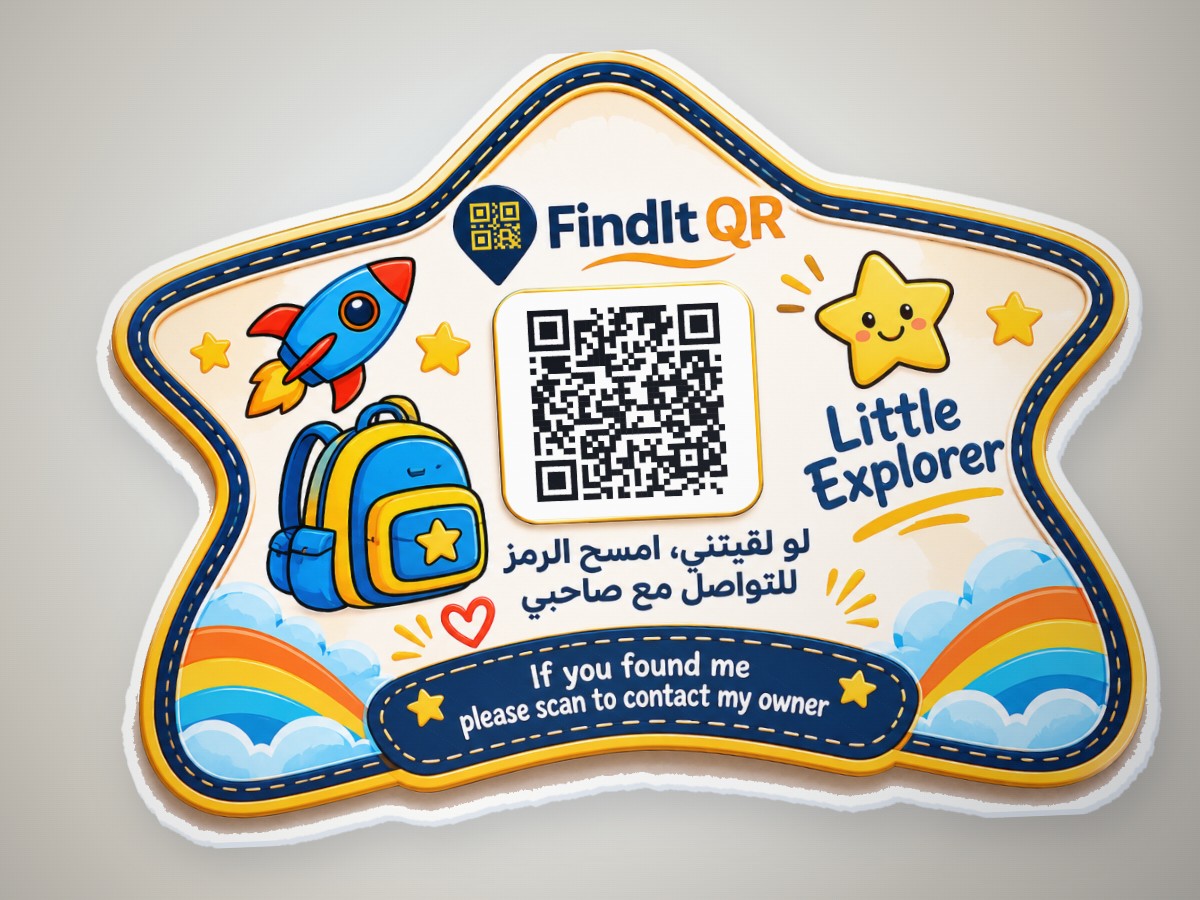 FindIt QR
Little
Explorer
لو لقيتني، امسح الرمز
للتواصل مع صاحبي
If you found me
please scan to contact my owner